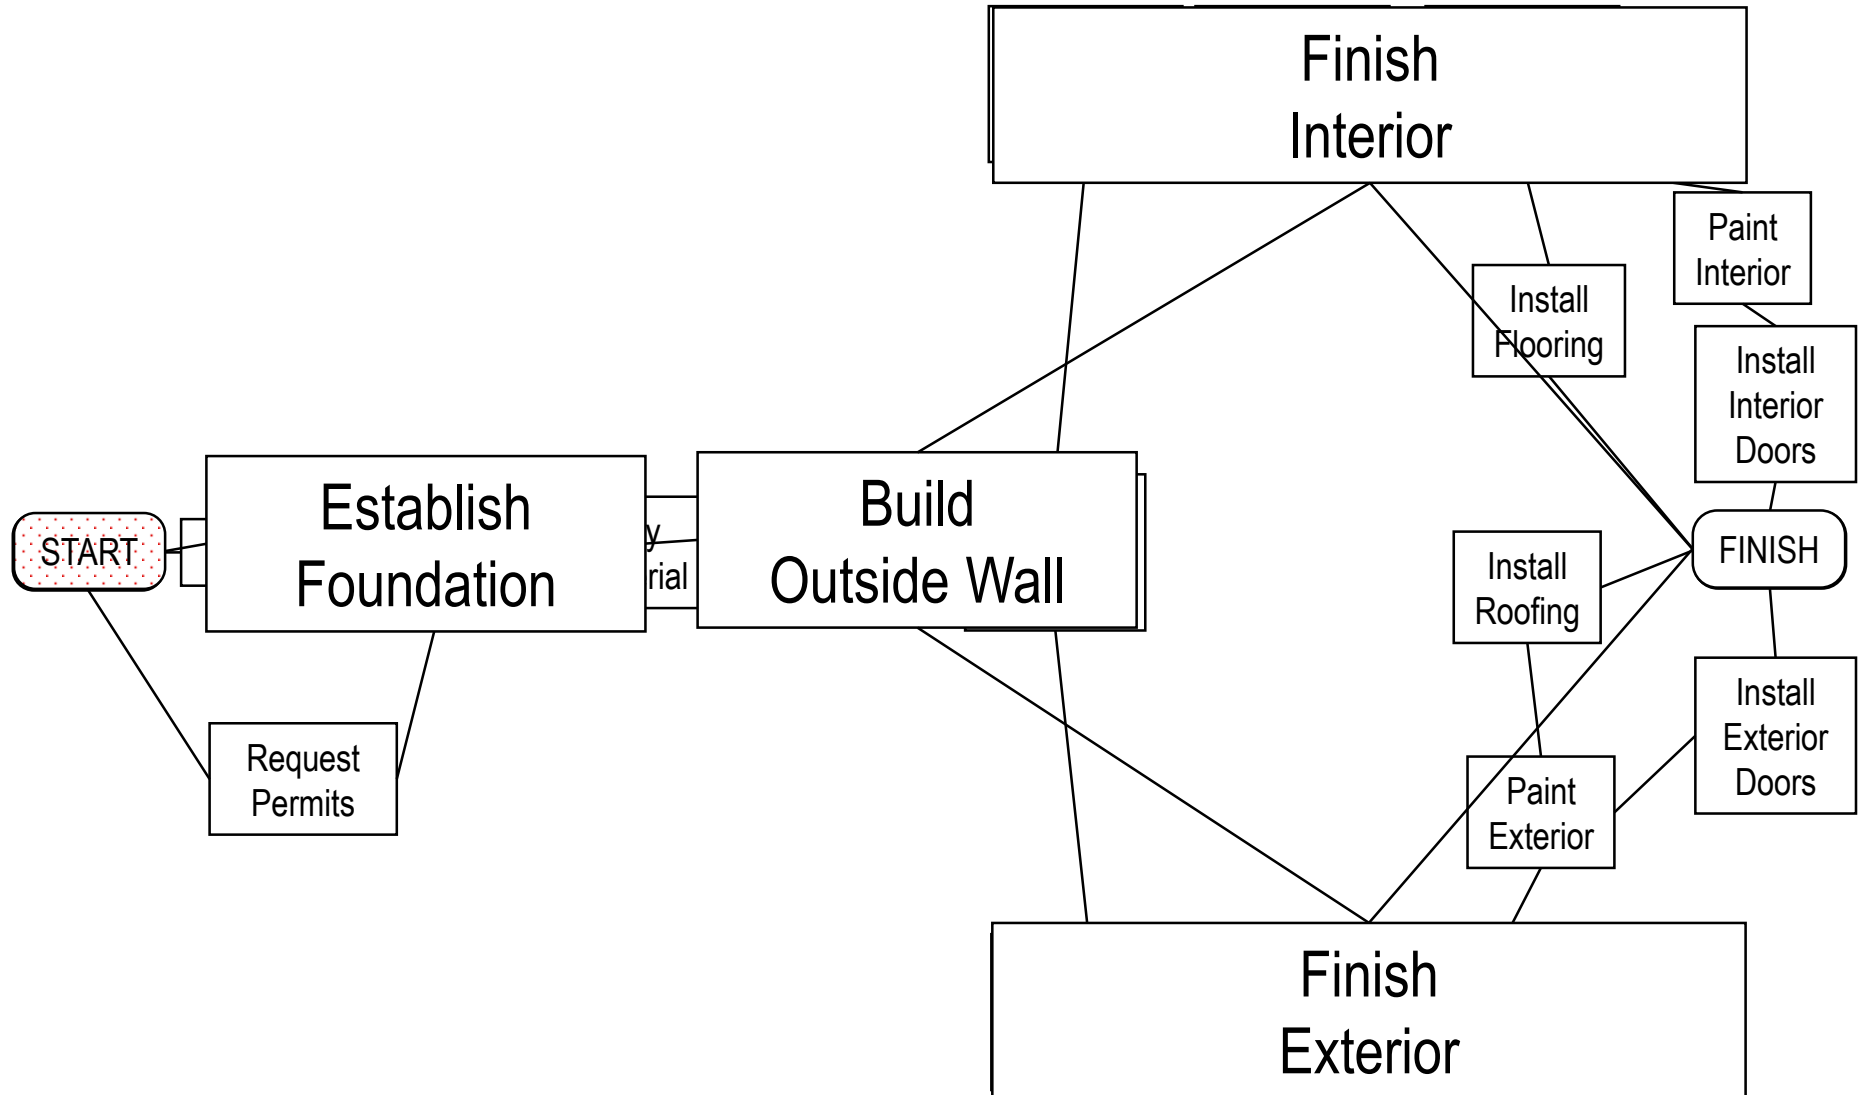 Finish
Interior
Paint
Interior
Install
Flooring
Install
Interior
Doors
START
Establish
Foundation
y
rial
Build
Outside Wall
Install
Roofing
FINISH
Request
Permits
Install
Exterior
Doors
Paint
Exterior
Finish
Exterior